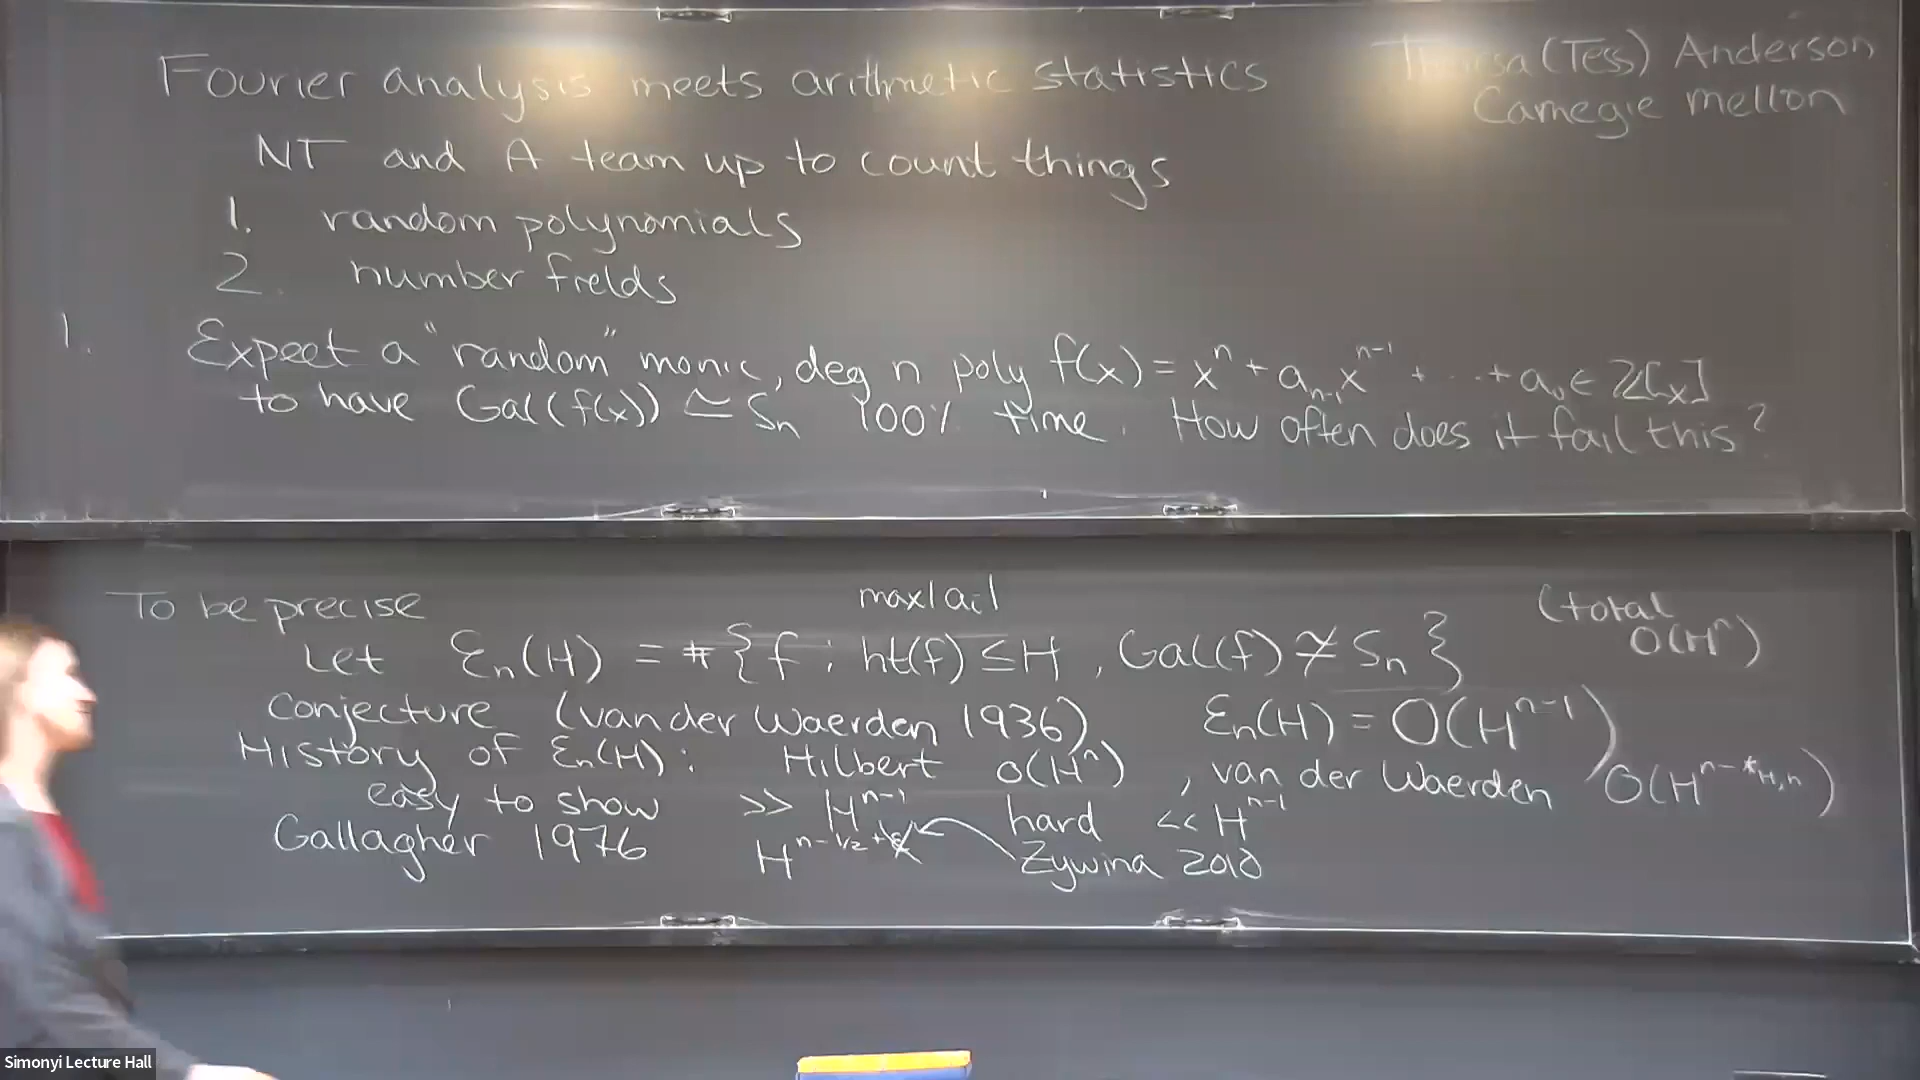 Fourier analysis meets arithmetic statistics
(Tess) Anderson
Carnegie mellon
NT and A team up to count things
1. random polynomials
2. number fields
1. Expect a "random" monic, deg n poly f(x) = x^n + a_{n-1}x^{n-1} + ... + a_0 ∈ ℤ[x]
to have Gal(f(x)) ≃ S_n 100% time. How often does it fail this?
To be precise
max|a_i|
(total O(H^n))
Let ℰ_n(H) = #{f : ht(f) ≤ H, Gal(f) ≄ S_n}
Conjecture (van der Waerden 1936) ℰ_n(H) = O(H^{n-1})
History of ℰ_n(H): Hilbert o(H^n), van der Waerden O(H^{n-*_{H,n}})
easy to show >> H^{n-1} hard << H^{n-1}
Gallagher 1976 H^{n-1/2+ε} Zywina 2010
Simonyi Lecture Hall